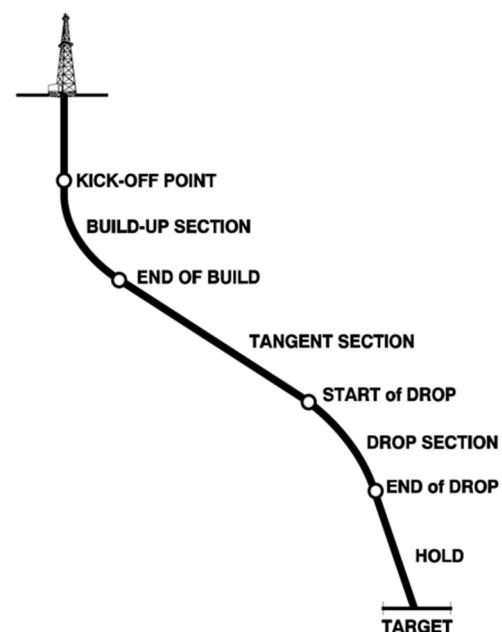 KICK-OFF POINT
BUILD-UP SECTION
END OF BUILD
TANGENT SECTION
START of DROP
DROP SECTION
END of DROP
HOLD
TARGET